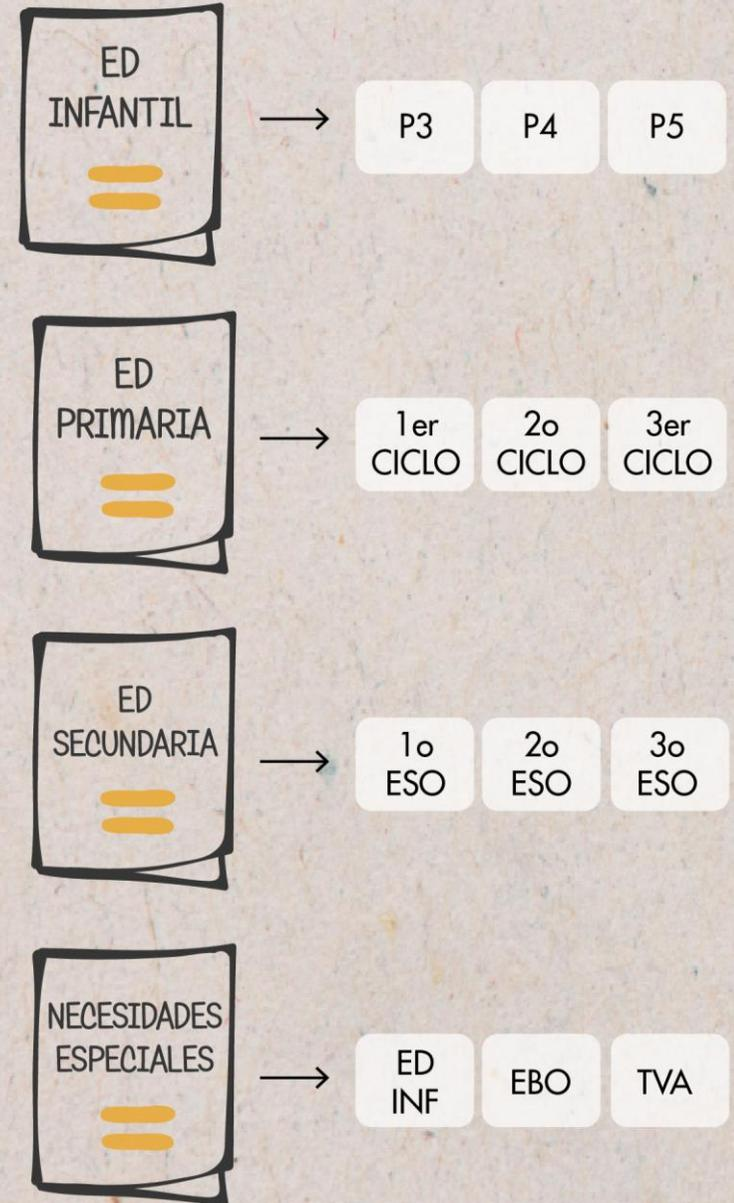 ED
INFANTIL
P3
P4
P5
ED
PRIMARIA
1er
CICLO
2o
CICLO
3er
CICLO
ED
SECUNDARIA
1o
ESO
2o
ESO
3o
ESO
NECESIDADES
ESPECIALES
ED
INF
EBO
TVA